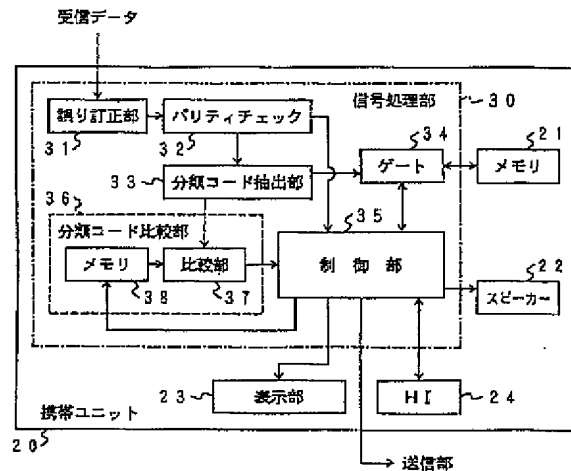 受信データ
信号処理部
30
誤り訂正部
パリティチェック
31
32
34
21
33
分類コード抽出部
ゲート
メモリ
36
35
分類コード比較部
メモリ
比較部
制御部
22
スピーカー
38
37
23
表示部
HI
24
携帯ユニット
20
送信部